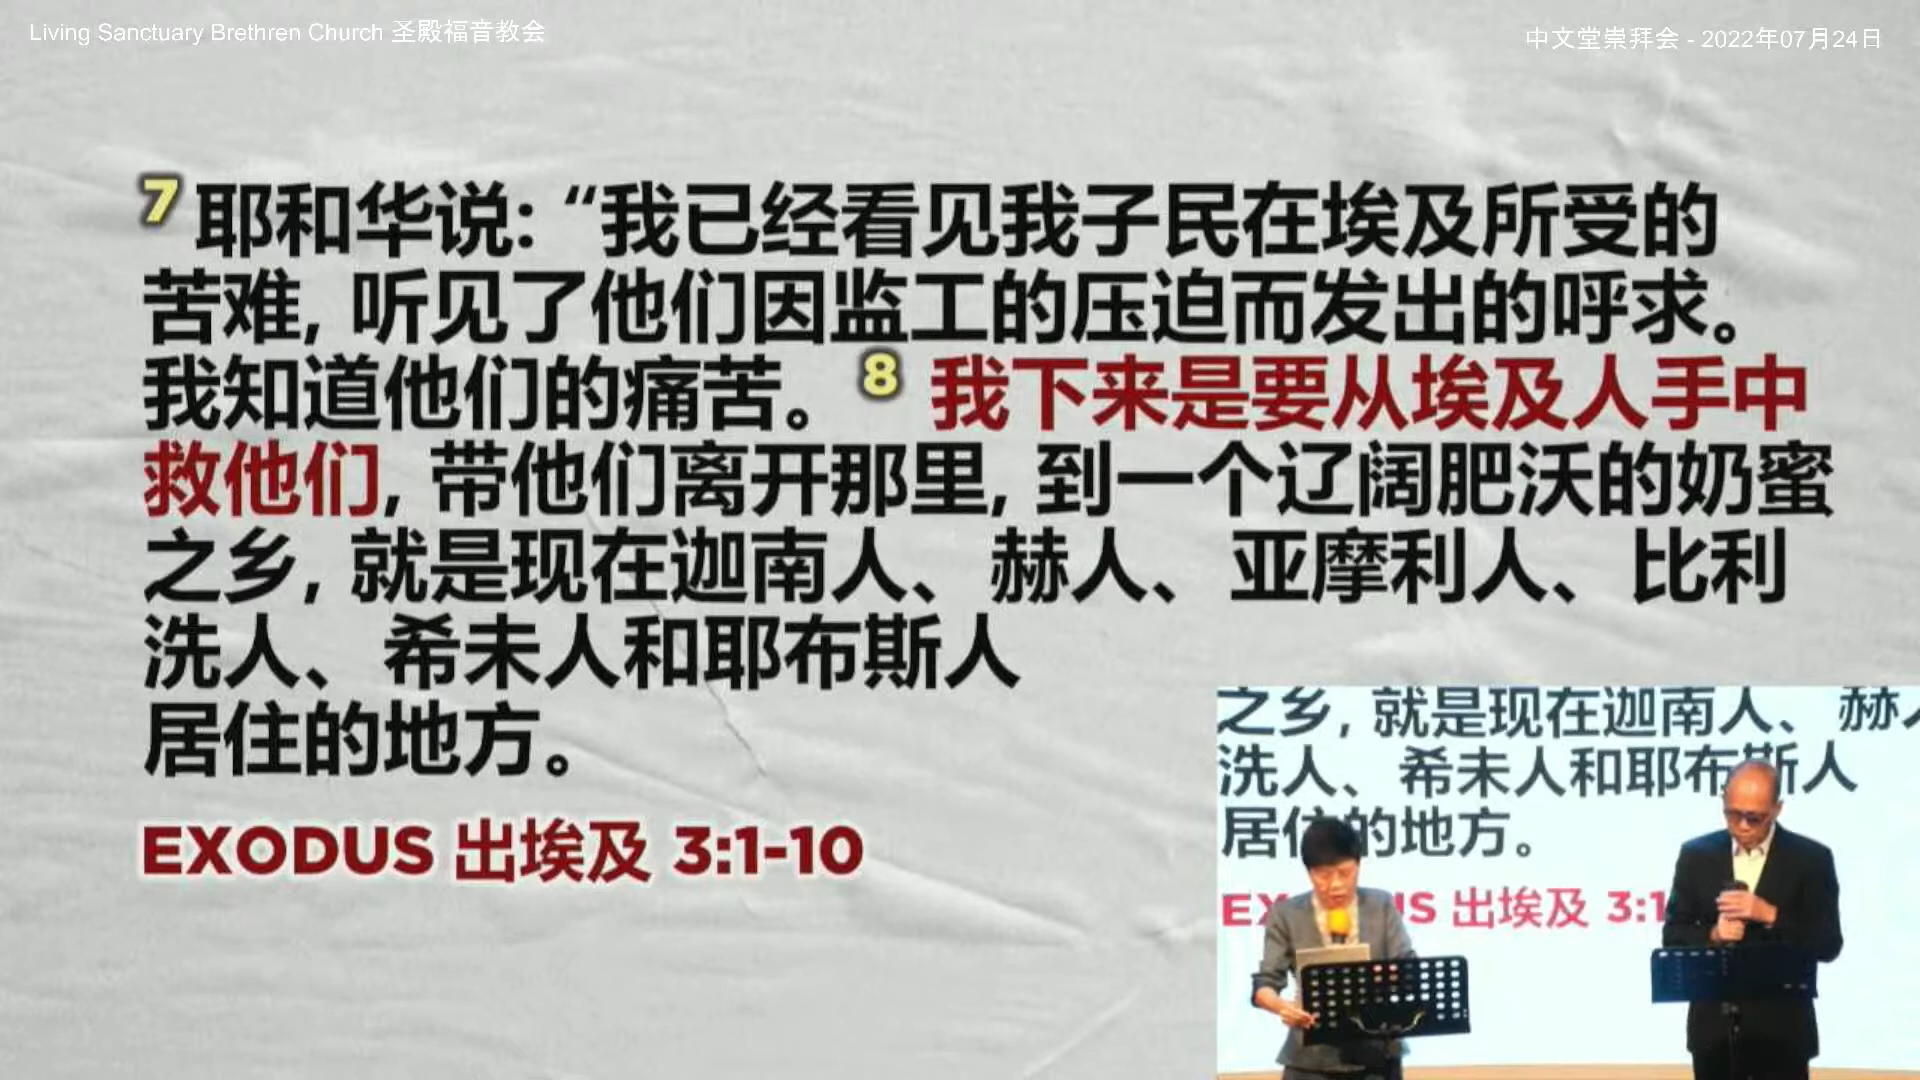 Living Sanctuary Brethren Church 圣殿福音教会
中文堂崇拜会 - 2022年07月24日
7 耶和华说: “我已经看见我子民在埃及所受的
苦难, 听见了他们因监工的压迫而发出的呼求。
我知道他们的痛苦。 8 我下来是要从埃及人手中
救他们, 带他们离开那里, 到一个辽阔肥沃的奶蜜
之乡, 就是现在迦南人、赫人、亚摩利人、比利
洗人、希未人和耶布斯人
居住的地方。
EXODUS 出埃及 3:1-10
之乡, 就是现在迦南人、赫人
洗人、希未人和耶布斯人
居住的地方。
EX US 出埃及 3:1